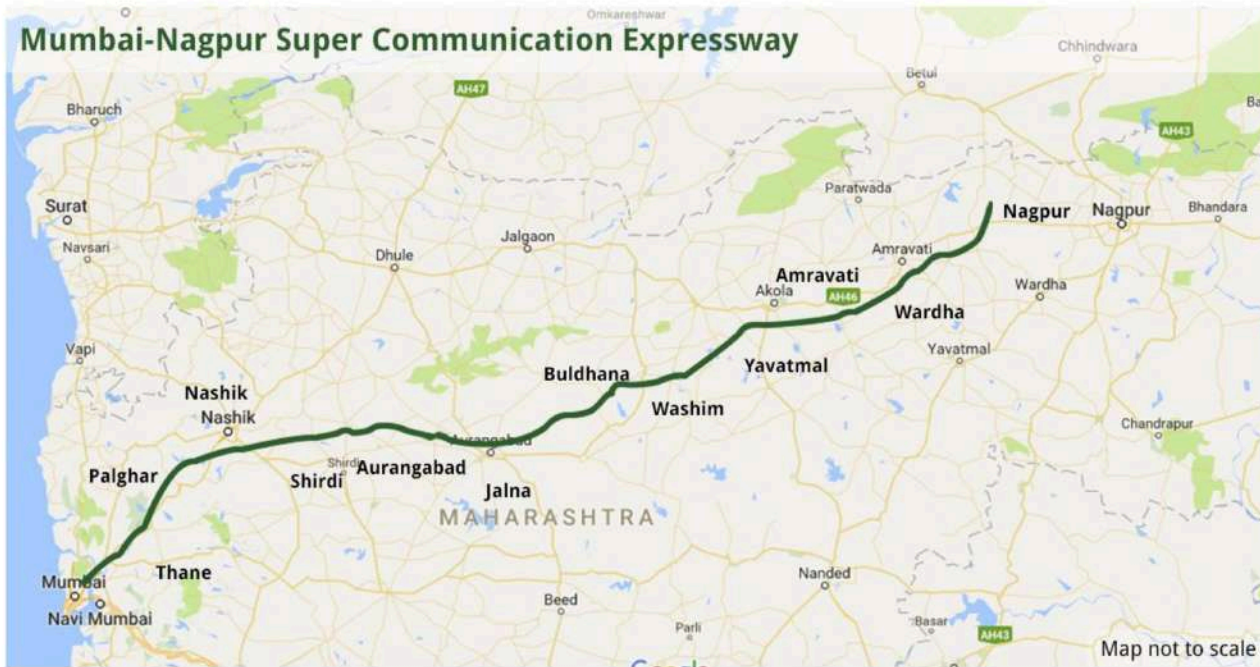 Omkareshwar
Mumbai-Nagpur Super Communication Expressway
Chhindwara
Betul
AH47
Bharuch
AH43
Paratwada
Surat
Nagpur
Nagpur
Bhandara
Navsari
Jalgaon
Dhule
Amravati
Amravati
Akola
AH46
Wardha
Wardha
Vapi
Yavatmal
Buldhana
Yavatmal
Nashik
Nashik
Washim
Chandrapur
Aurangabad
Palghar
Shirdi
Aurangabad
Shirdi
Jalna
MAHARASHTRA
Thane
Mumbai
Nanded
Navi Mumbai
Beed
Parli
Basar
AH43
Map not to scale